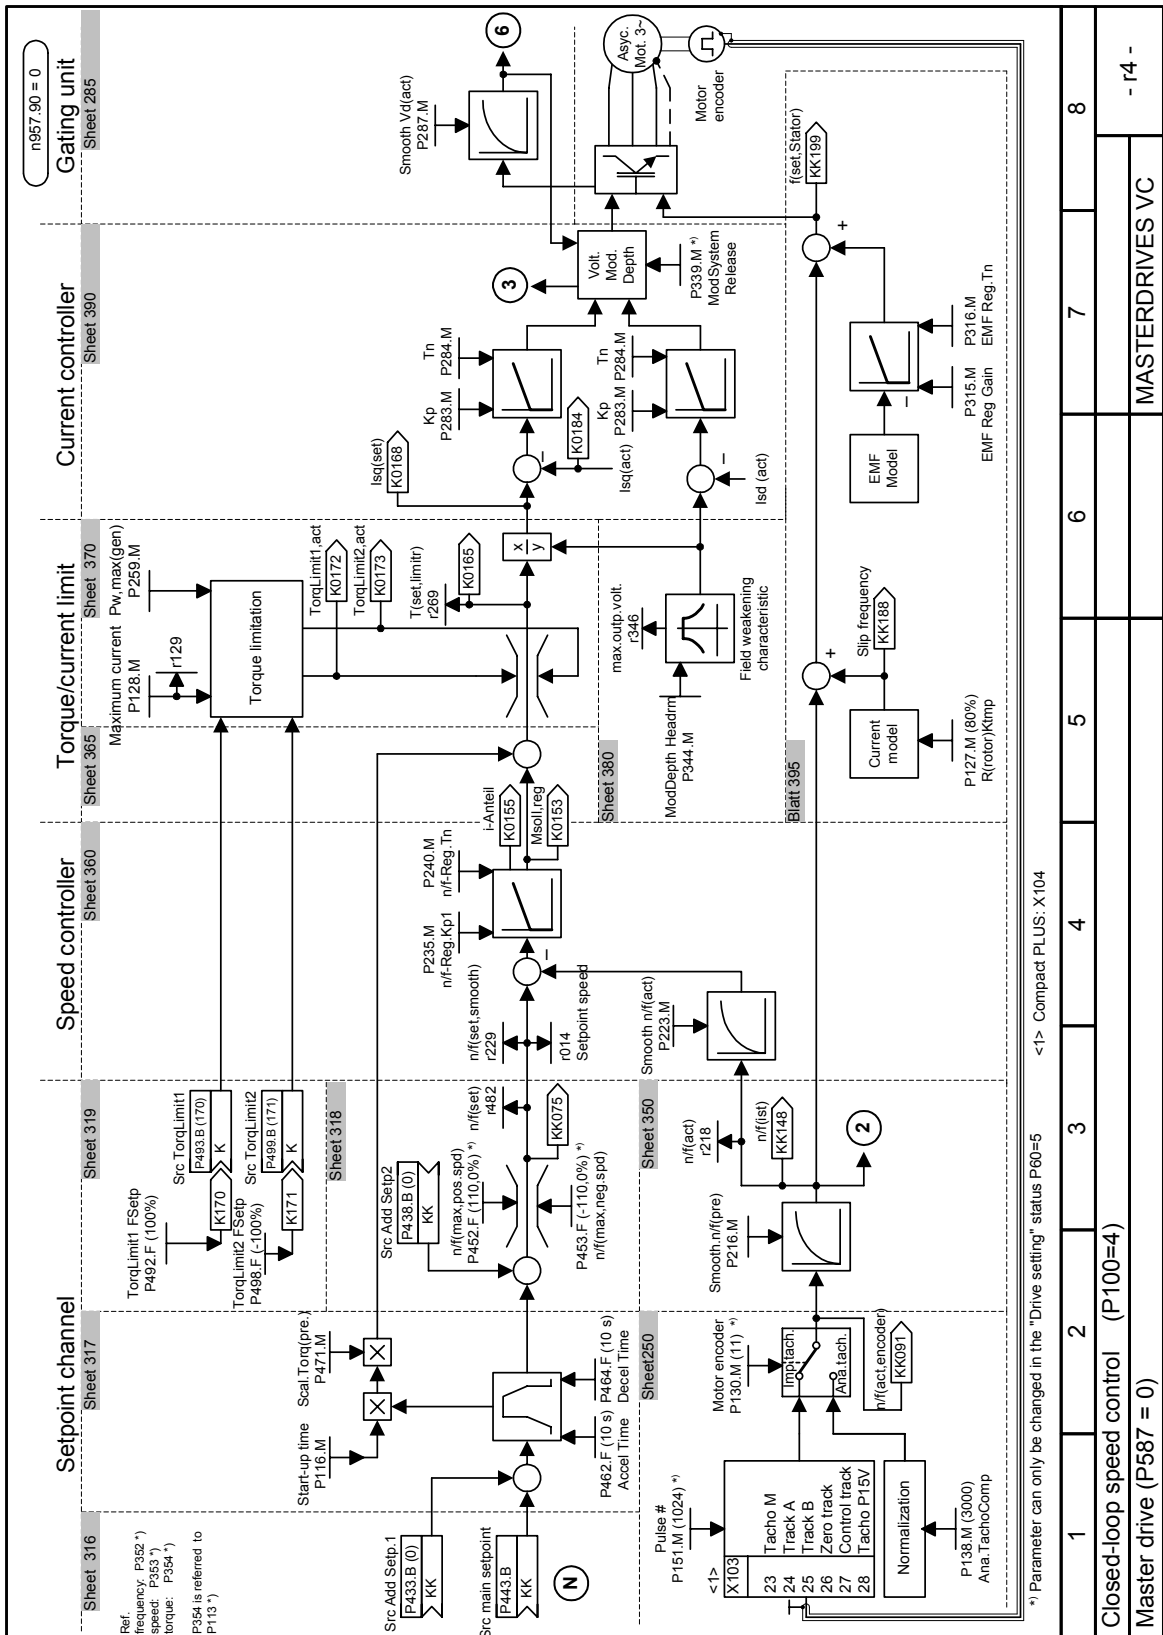 n957.90 = 0
Setpoint channel
Speed controller
Torque/current limit
Current controller
Gating unit
Sheet 316
Sheet 317
Sheet 319
Sheet 360
Sheet 365
Sheet 370
Sheet 390
Sheet 285
Ref.
frequency: P352 *)
speed: P353 *)
torque: P354 *)
P354 is referred to
P113 *)
TorqLimit1 FSetp
P492.F (100%)
K170
Src TorqLimit1
P493.B (170)
K
TorqLimit2 FSetp
P498.F (-100%)
K171
Src TorqLimit2
P499.B (171)
K
Sheet 318
Maximum current
P128.M
r129
Pw,max(gen)
P259.M
Torque limitation
TorqLimit1,act
K0172
TorqLimit2,act
K0173
Smooth Vd(act)
P287.M
6
Start-up time
P116.M
Scal.Torq(pre.)
P471.M
Src Add Setp.1
P433.B (0)
KK
Src main setpoint
P443.B
KK
N
P462.F (10 s)
Accel Time
P464.F (10 s)
Decel Time
Src Add Setp2
P438.B (0)
KK
n/f(max,pos.spd)
P452.F (110,0%) *)
P453.F (-110,0%) *)
n/f(max,neg.spd)
n/f(set)
r482
KK075
n/f(set,smooth)
r229
r014
Setpoint speed
P235.M
n/f-Reg.Kp1
P240.M
n/f-Reg.Tn
i-Anteil
K0155
Msoll,reg
K0153
T(set,limitr)
r269
K0165
x
y
Isq(set)
K0168
Kp
P283.M
Tn
P284.M
K0184
Isq(act)
3
Volt.
Mod.
Depth
P339.M *)
ModSystem
Release
Asyc.
Mot. 3~
Motor
encoder
Sheet 380
ModDepth Headrm
P344.M
max.outp.volt.
r346
Field weakening
characteristic
Kp
P283.M
Tn
P284.M
Isd (act)
Sheet250
Pulse #
P151.M (1024) *)
<1>
X103
23
24
25
26
27
28
Tacho M
Track A
Track B
Zero track
Control track
Tacho P15V
Normalization
P138.M (3000)
Ana.TachoComp
Motor encoder
P130.M (11) *)
Imp.tach.
Ana.tach.
n/f(act,encoder)
KK091
Sheet 350
Smooth.n/f(pre)
P216.M
n/f(act)
r218
n/f(ist)
KK148
2
Smooth n/f(act)
P223.M
Blatt 395
Current
model
P127.M (80%)
R(rotor)Ktmp
Slip frequency
KK188
+
EMF
Model
P315.M
EMF Reg Gain
P316.M
EMF Reg.Tn
+
f(set,Stator)
KK199
*) Parameter can only be changed in the "Drive setting" status P60=5
<1> Compact PLUS: X104
1
2
3
4
5
6
7
8
Closed-loop speed control (P100=4)
Master drive (P587 = 0)
MASTERDRIVES VC
- r4 -